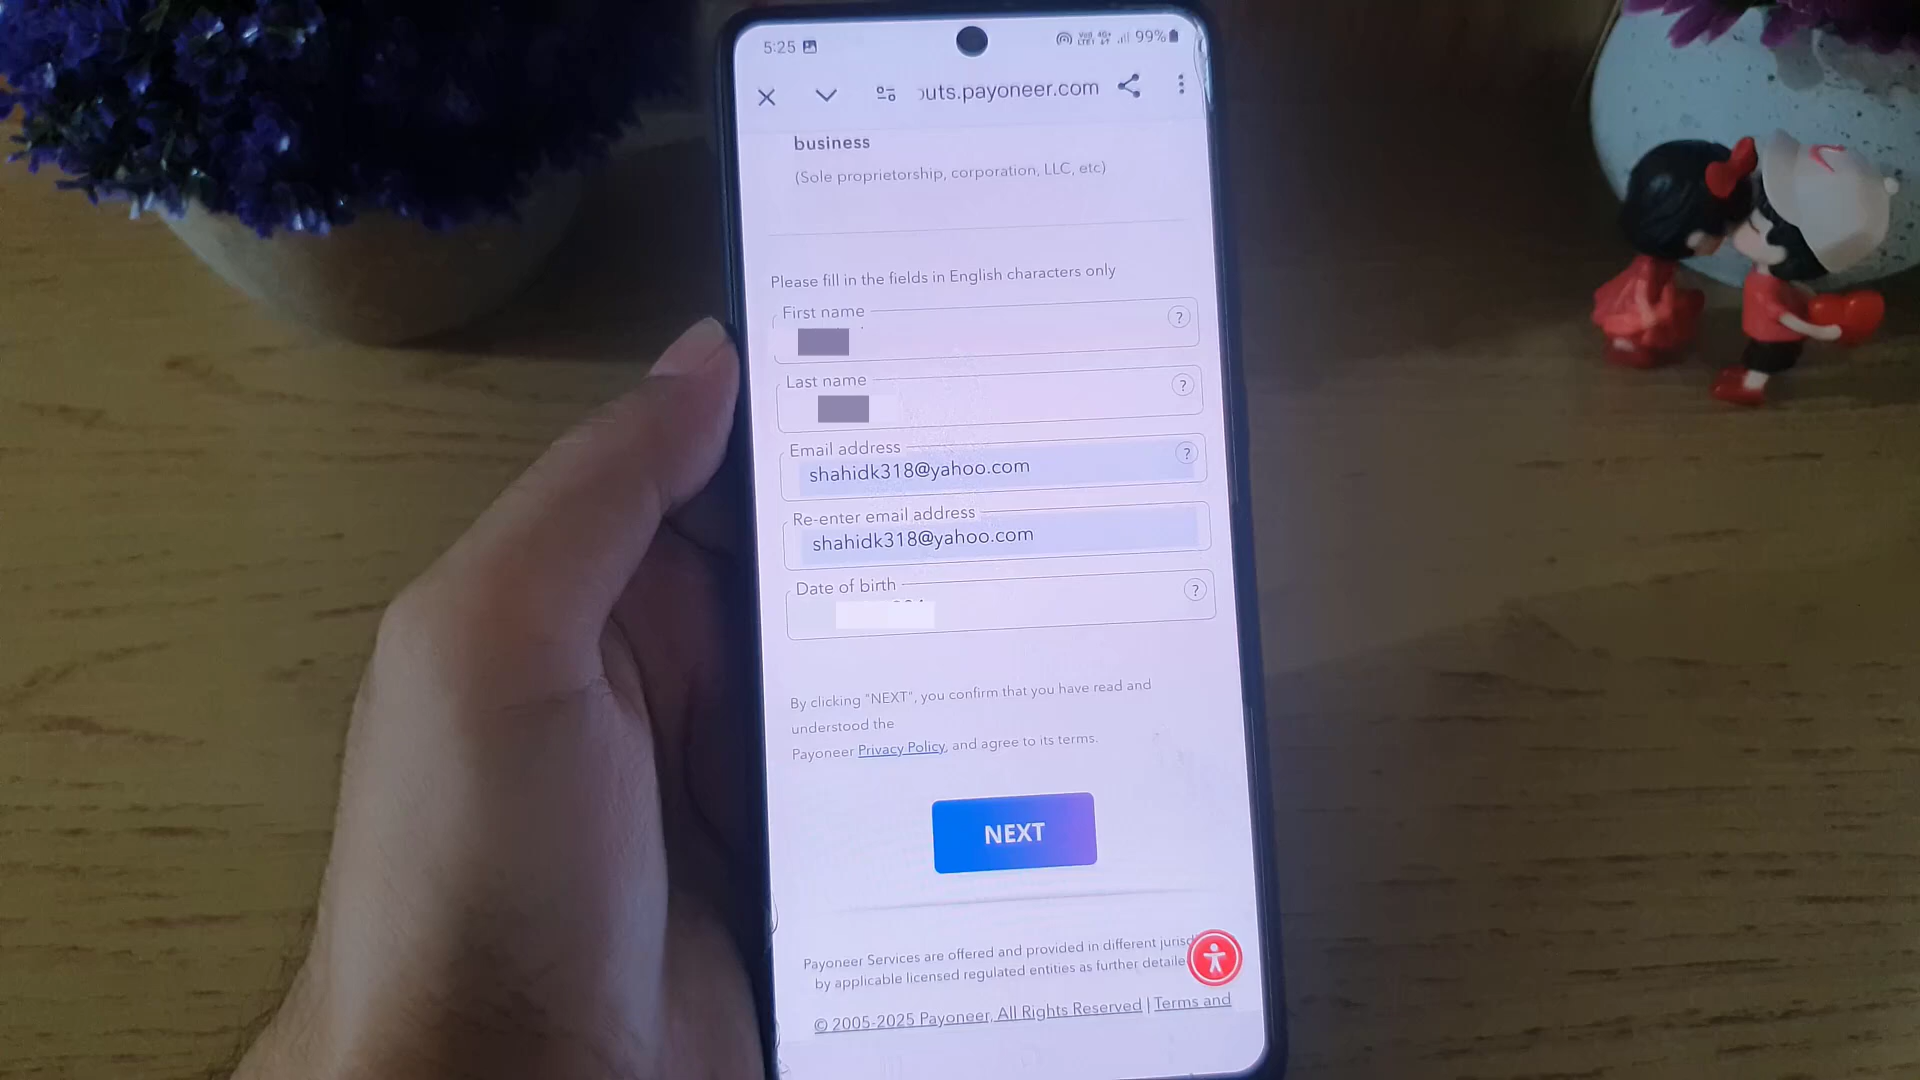 5:25 99%
outs.payoneer.com
business
(Sole proprietorship, corporation, LLC, etc)
Please fill in the fields in English characters only
First name
?
Last name
?
Email address
?
shahidk318@yahoo.com
Re-enter email address
shahidk318@yahoo.com
Date of birth
?
By clicking "NEXT", you confirm that you have read and
understood the
Payoneer Privacy Policy, and agree to its terms.
NEXT
Payoneer Services are offered and provided in different
by applicable licensed regulated entities as further
© 2005-2025 Payoneer, All Rights Reserved | Terms and